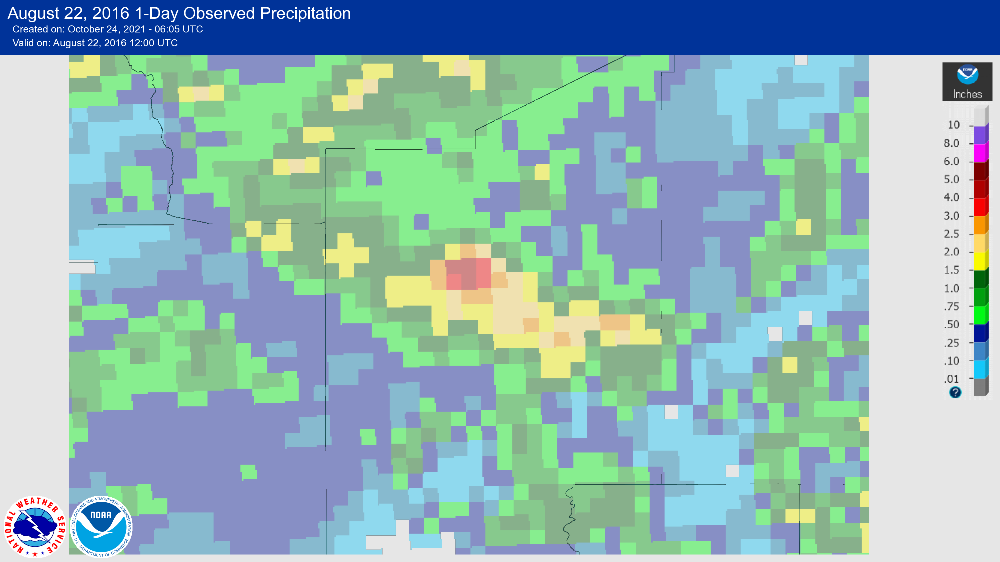 August 22, 2016 1-Day Observed Precipitation
Created on: October 24, 2021 - 06:05 UTC
Valid on: August 22, 2016 12:00 UTC
NOAA
Inches
10
8.0
6.0
5.0
4.0
3.0
2.5
2.0
1.5
1.0
.75
.50
.25
.10
.01
?
NATIONAL WEATHER SERVICE
NATIONAL OCEANIC AND ATMOSPHERIC ADMINISTRATION
NOAA
U.S. DEPARTMENT OF COMMERCE